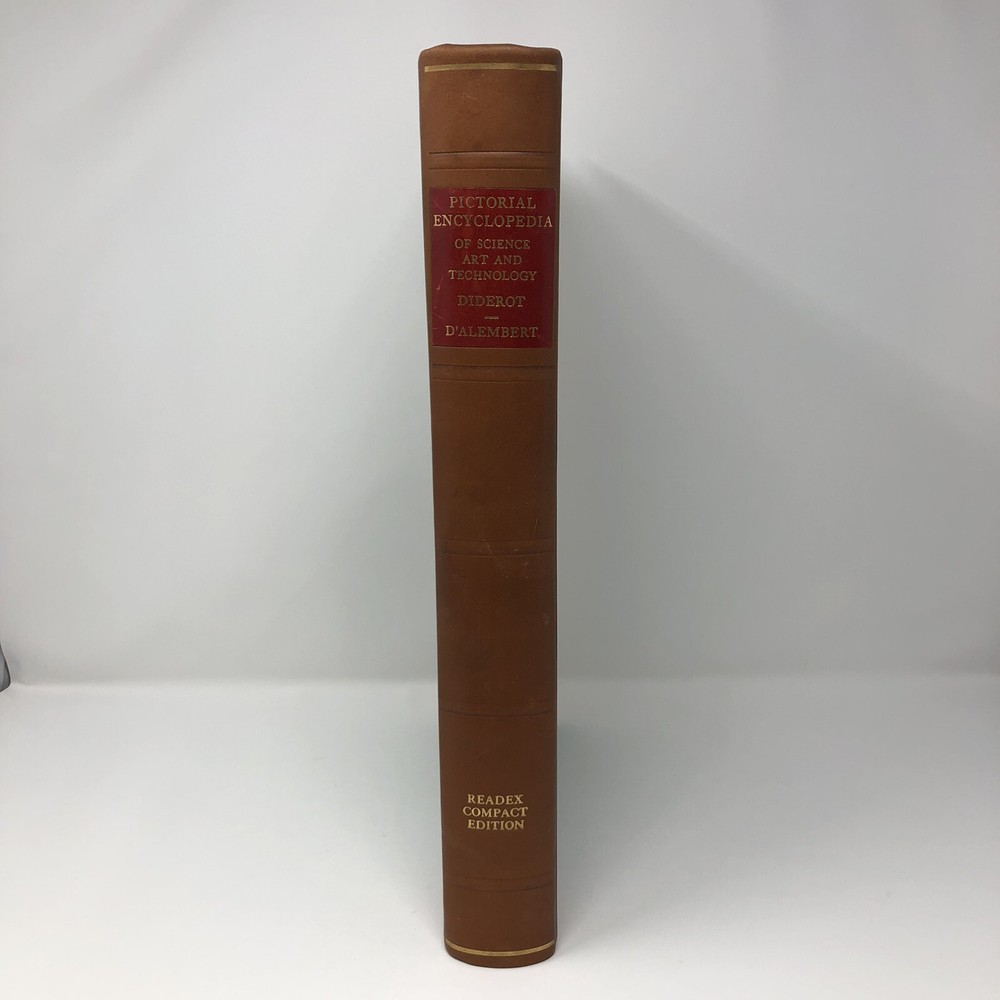 PICTORIAL
ENCYCLOPEDIA
OF SCIENCE
ART AND
TECHNOLOGY
DIDEROT
—
D'ALEMBERT
READEX
COMPACT
EDITION